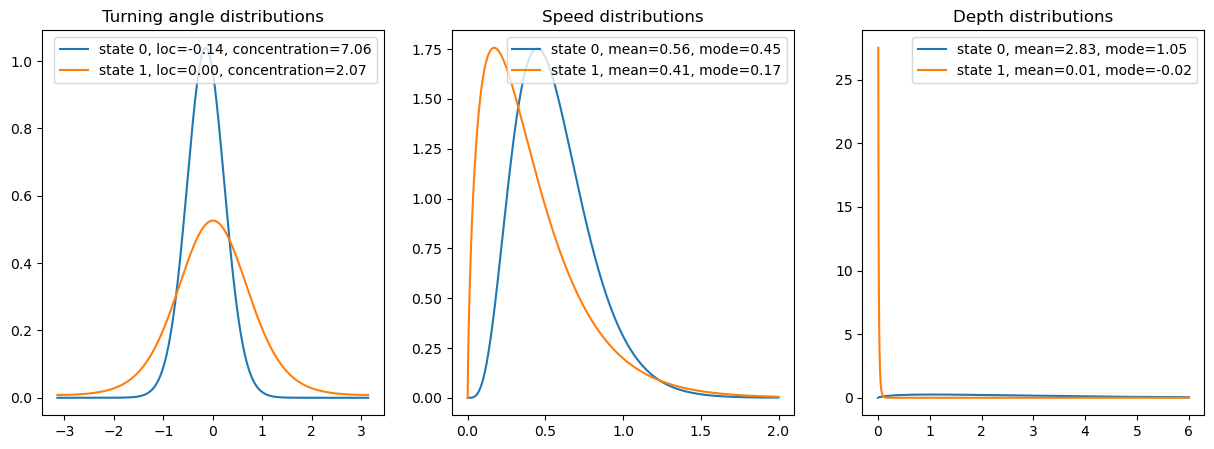 Turning angle distributions
state 0, loc=-0.14, concentration=7.06
state 1, loc=0.00, concentration=2.07
1.0
0.8
0.6
0.4
0.2
0.0
−3 −2 −1 0 1 2 3
Speed distributions
state 0, mean=0.56, mode=0.45
state 1, mean=0.41, mode=0.17
1.75
1.50
1.25
1.00
0.75
0.50
0.25
0.00
0.0 0.5 1.0 1.5 2.0
Depth distributions
state 0, mean=2.83, mode=1.05
state 1, mean=0.01, mode=-0.02
25
20
15
10
5
0
0 1 2 3 4 5 6